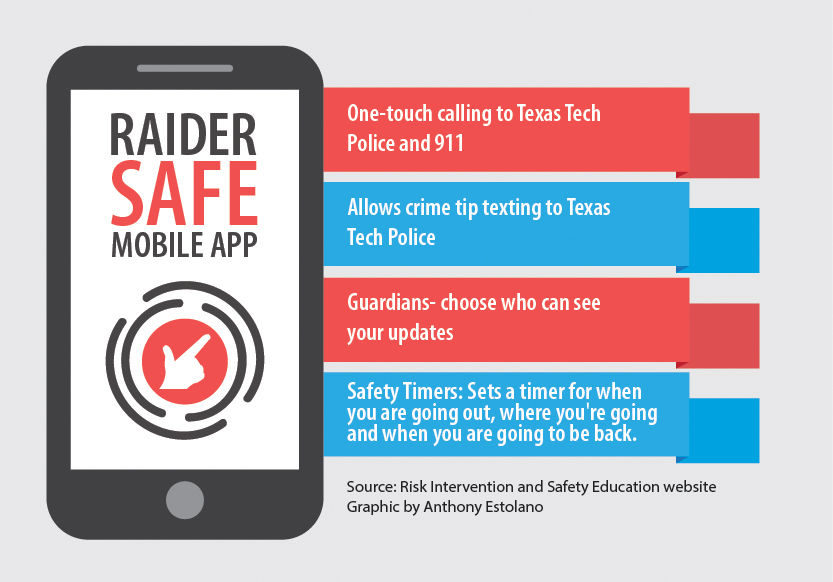 RAIDER
SAFE
MOBILE APP
One-touch calling to Texas Tech
Police and 911
Allows crime tip texting to Texas
Tech Police
Guardians- choose who can see
your updates
Safety Timers: Sets a timer for when
you are going out, where you're going
and when you are going to be back.
Source: Risk Intervention and Safety Education website
Graphic by Anthony Estolano